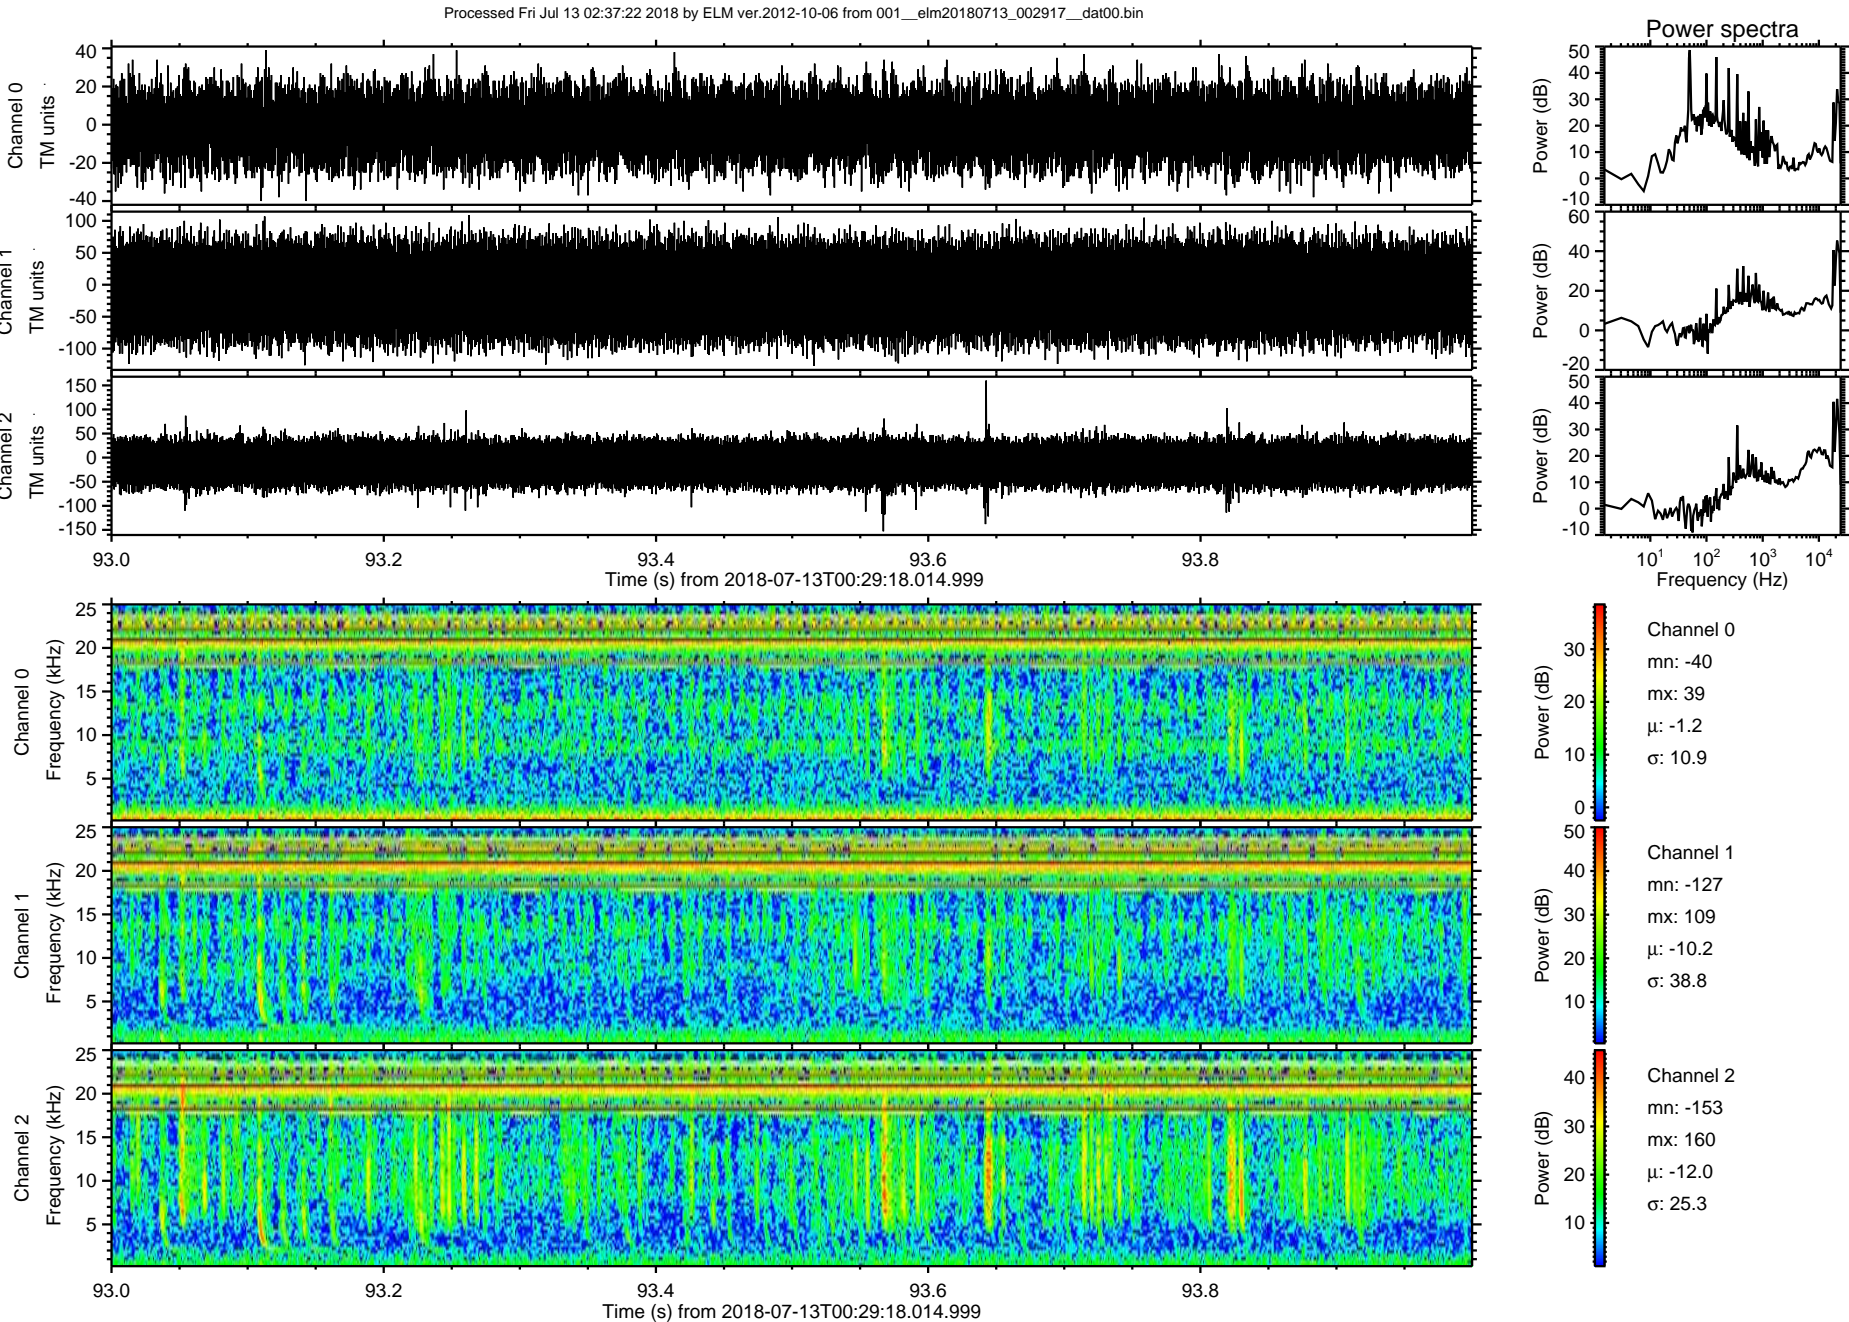 Processed Fri Jul 13 02:37:22 2018 by ELM ver.2012-10-06 from 001__elm20180713_002917__dat00.bin
Power spectra
Channel 0
TM units
40
20
0
-20
-40
Power (dB)
50
40
30
20
10
0
-10
Channel 1
TM units
100
50
0
-50
-100
Power (dB)
60
40
20
0
-20
Channel 2
TM units
150
100
50
0
-50
-100
-150
Power (dB)
50
40
30
20
10
0
-10
93.0 93.2 93.4 93.6 93.8
Time (s) from 2018-07-13T00:29:18.014.999
10^1 10^2 10^3 10^4
Frequency (Hz)
Channel 0
Frequency (kHz)
25
20
15
10
5
Power (dB)
30
20
10
0
Channel 0
mn: -40
mx: 39
μ: -1.2
σ: 10.9
Channel 1
Frequency (kHz)
25
20
15
10
5
Power (dB)
50
40
30
20
10
Channel 1
mn: -127
mx: 109
μ: -10.2
σ: 38.8
Channel 2
Frequency (kHz)
25
20
15
10
5
Power (dB)
40
30
20
10
Channel 2
mn: -153
mx: 160
μ: -12.0
σ: 25.3
93.0 93.2 93.4 93.6 93.8
Time (s) from 2018-07-13T00:29:18.014.999